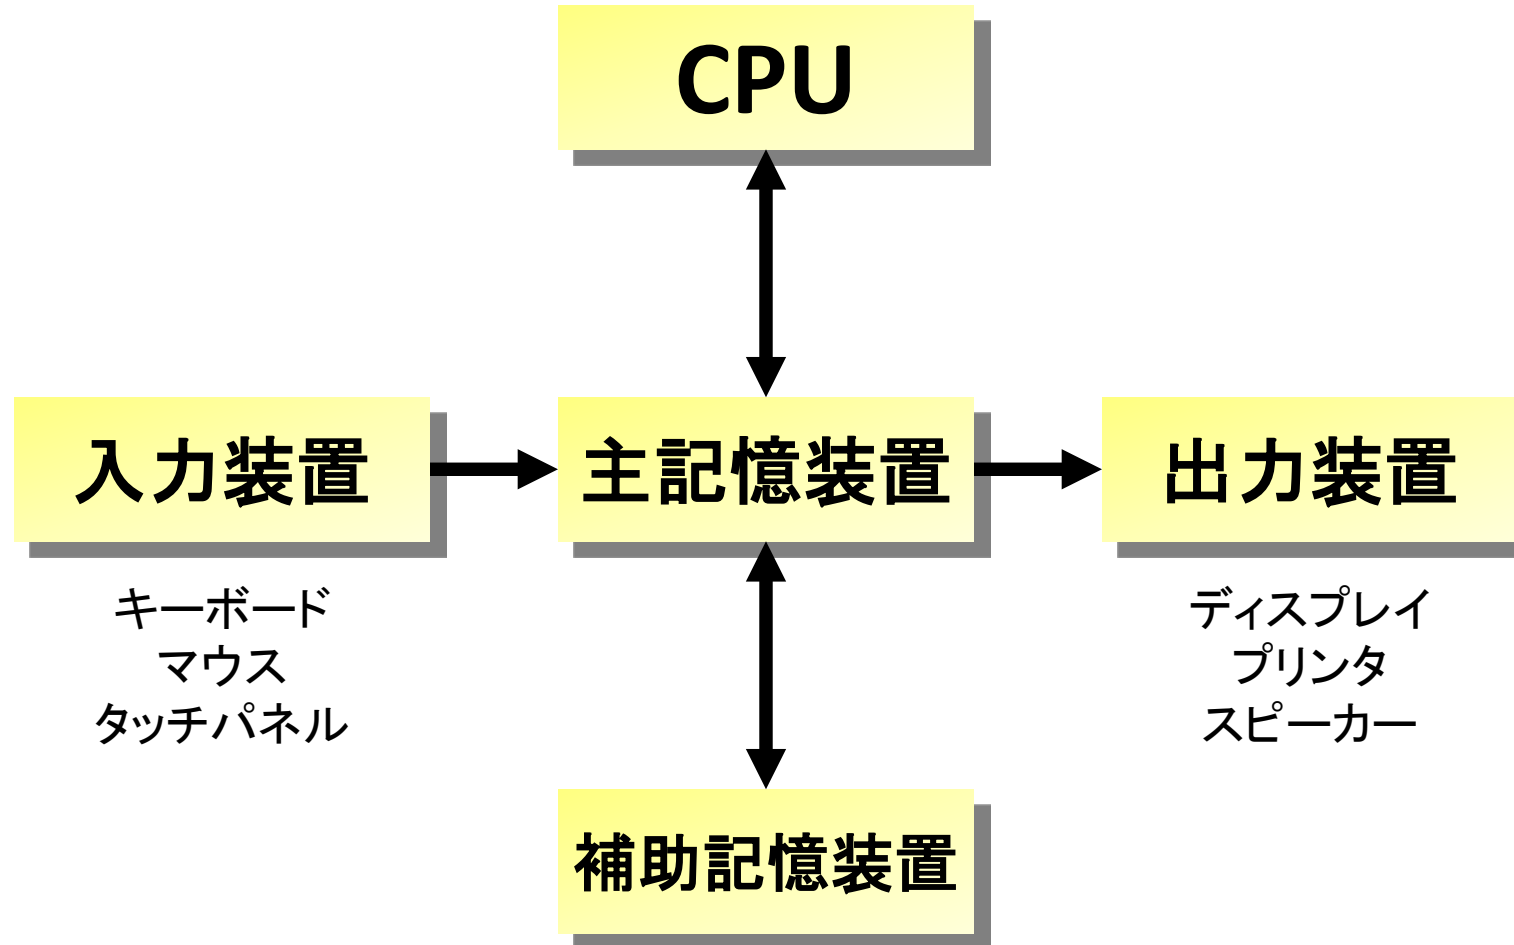 CPU
入力装置
主記憶装置
出力装置
キーボード
マウス
タッチパネル
ディスプレイ
プリンタ
スピーカー
補助記憶装置